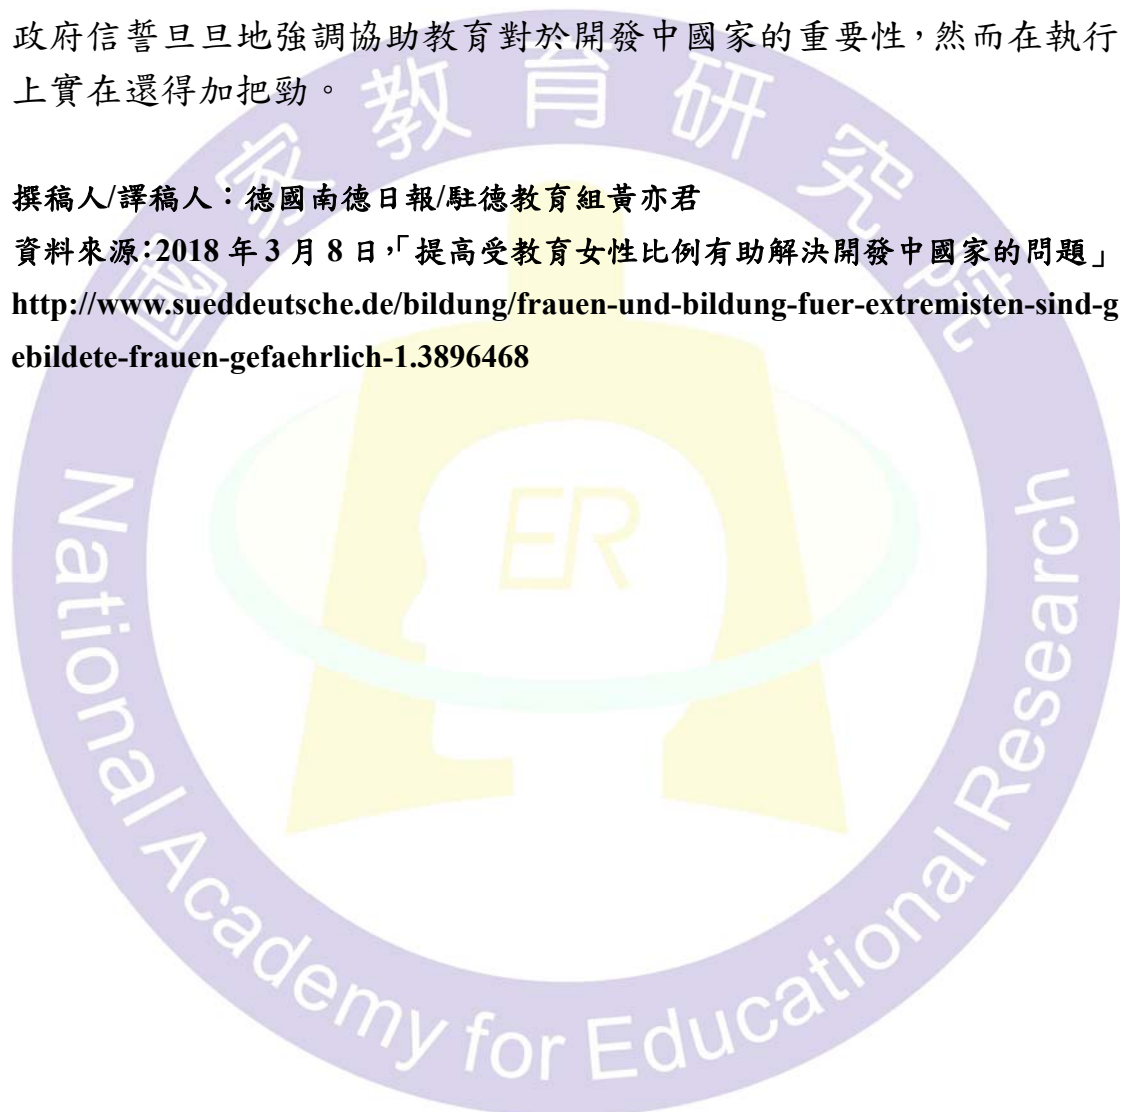 政府信誓旦旦地強調協助教育對於開發中國家的重要性，然而在執行
上實在還得加把勁。
撰稿人/譯稿人：德國南德日報/駐德教育組黃亦君
資料來源：2018 年 3 月 8 日，「提高受教育女性比例有助解決開發中國家的問題」
http://www.sueddeutsche.de/bildung/frauen-und-bildung-fuer-extremisten-sind-g
ebildete-frauen-gefaehrlich-1.3896468
國家教育研究院
ER
National Academy for Educational Research